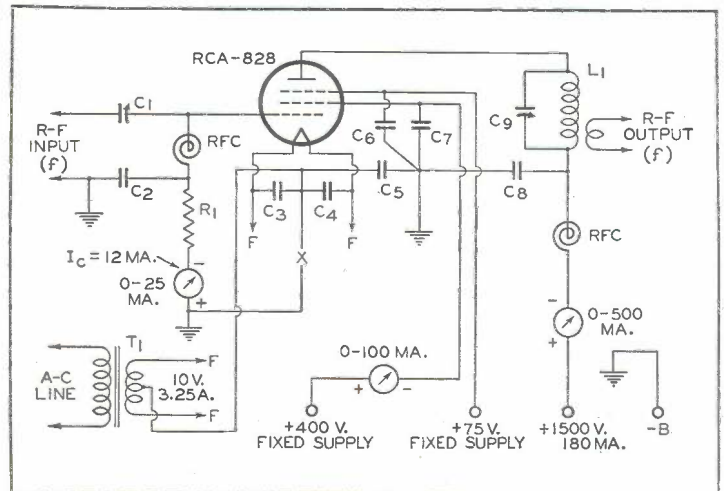 RCA-828
L1
C1
C9
R-F
INPUT
(f)
RFC
C6
C7
R-F
OUTPUT
(f)
C2
C5
C8
R1
C3
C4
F
F
X
RFC
Ic = 12 MA.
0-25
MA.
-
+
-
+
0-500
MA.
T1
A-C
LINE
F
10 V.
3.25A.
F
0-100 MA.
+
-
+400 V.
FIXED SUPPLY
+75 V.
FIXED SUPPLY
+1500 V.
180 MA.
-B